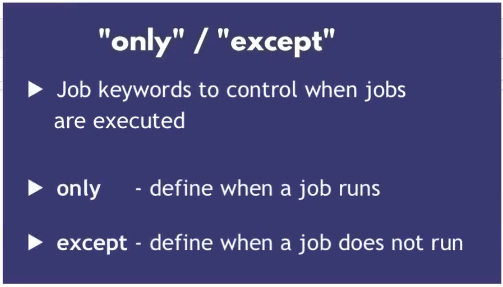 "only" / "except"
▶ Job keywords to control when jobs
are executed
▶ only - define when a job runs
▶ except - define when a job does not run